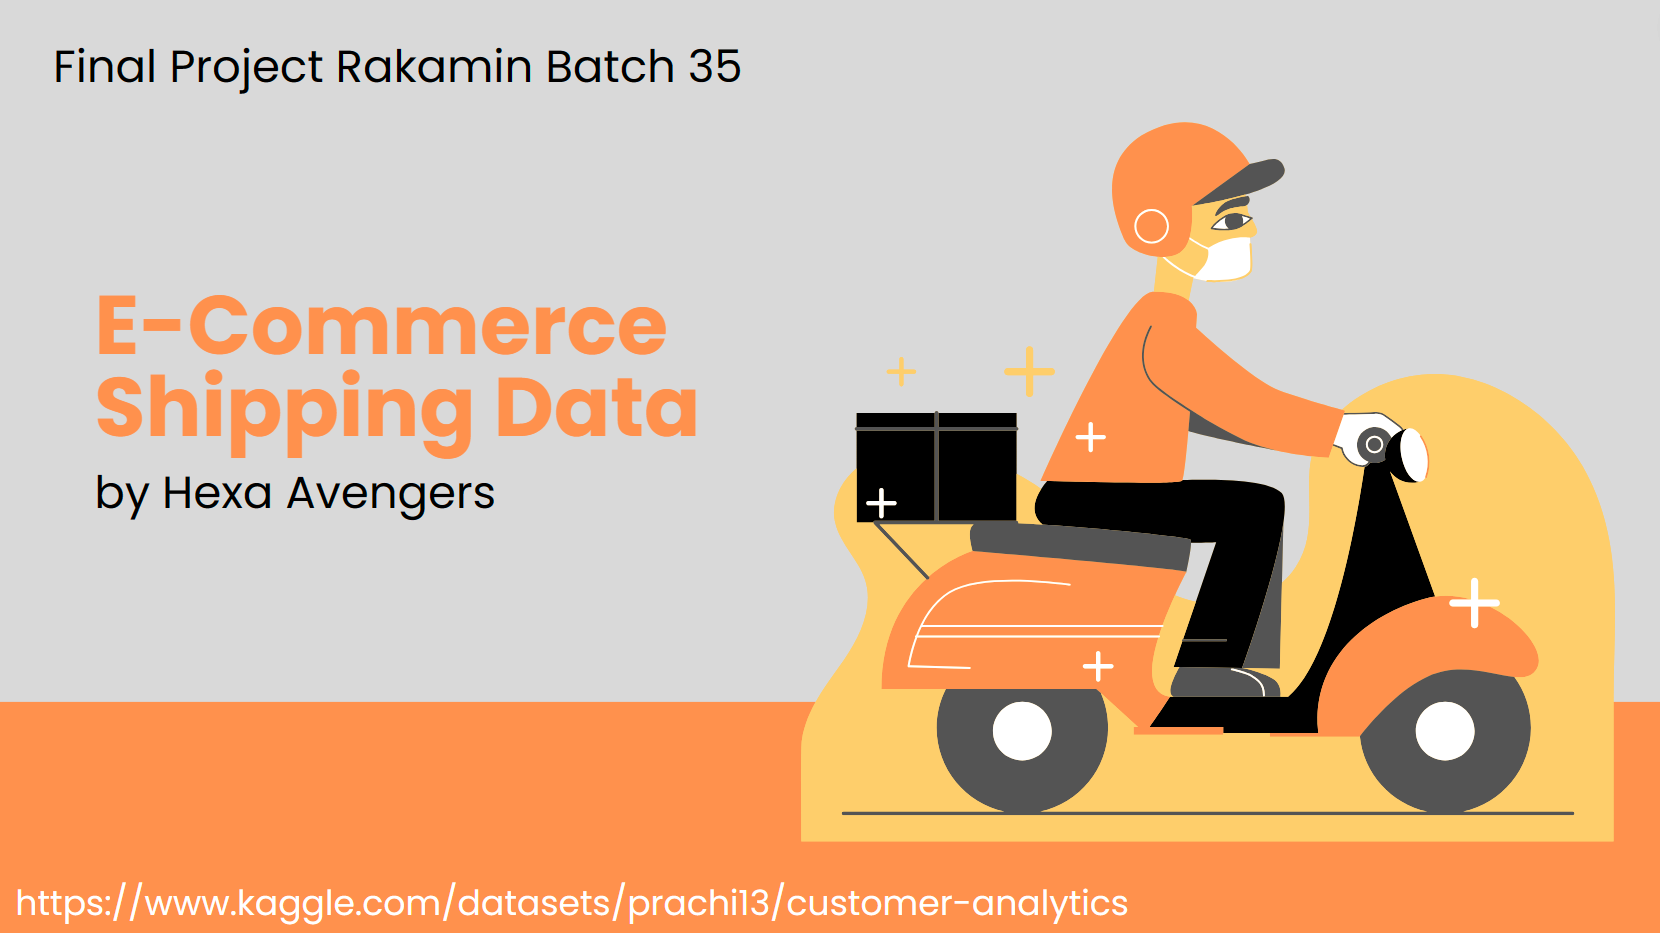 Final Project Rakamin Batch 35
E-Commerce
Shipping Data
by Hexa Avengers
https://www.kaggle.com/datasets/prachi13/customer-analytics